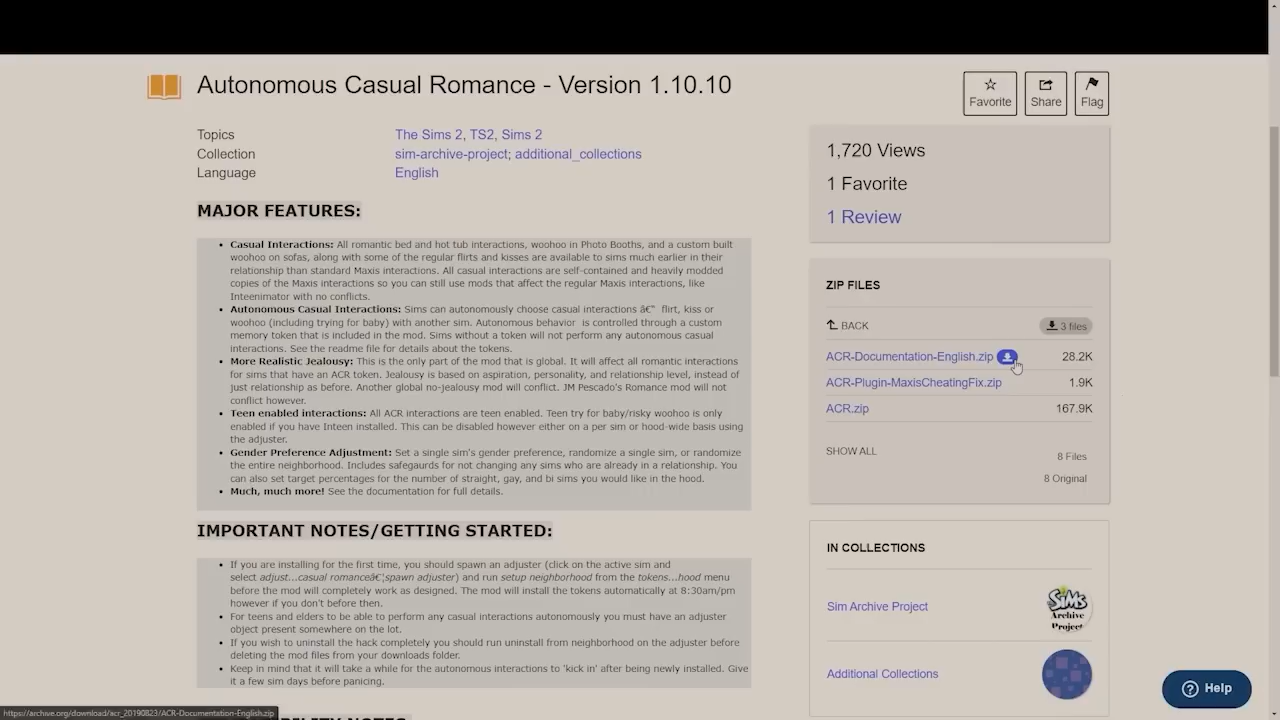 Autonomous Casual Romance - Version 1.10.10
Favorite
Share
Flag
Topics The Sims 2, TS2, Sims 2
Collection sim-archive-project; additional_collections
Language English
MAJOR FEATURES:
• Casual Interactions: All romantic bed and hot tub interactions, woohoo in Photo Booths, and a custom built
woohoo on sofas, along with some of the regular flirts and kisses are available to sims much earlier in their
relationship than standard Maxis interactions. All casual interactions are self-contained and heavily modded
copies of the Maxis interactions so you can still use mods that affect the regular Maxis interactions, like
Inteenimator with no conflicts.
• Autonomous Casual Interactions: Sims can autonomously choose casual interactions â€“ flirt, kiss or
woohoo (including trying for baby) with another sim. Autonomous behavior is controlled through a custom
memory token that is included in the mod. Sims without a token will not perform any autonomous casual
interactions. See the readme file for details about the tokens.
• More Realistic Jealousy: This is the only part of the mod that is global. It will affect all romantic interactions
for sims that have an ACR token. Jealousy is based on aspiration, personality, and relationship level, instead of
just relationship as before. Another global no-jealousy mod will conflict. JM Pescado's Romance mod will not
conflict however.
• Teen enabled interactions: All ACR interactions are teen enabled. Teen try for baby/risky woohoo is only
enabled if you have Inteen installed. This can be disabled however either on a per sim or hood-wide basis using
the adjuster.
• Gender Preference Adjustment: Set a single sim's gender preference, randomize a single sim, or randomize
the entire neighborhood. Includes safegaurds for not changing any sims who are already in a relationship. You
can also set target percentages for the number of straight, gay, and bi sims you would like in the hood.
• Much, much more! See the documentation for full details.
IMPORTANT NOTES/GETTING STARTED:
• If you are installing for the first time, you should spawn an adjuster (click on the active sim and
select adjust...casual romanceâ€¦spawn adjuster) and run setup neighborhood from the tokens...hood menu
before the mod will completely work as designed. The mod will install the tokens automatically at 8:30am/pm
however if you don't before then.
• For teens and elders to be able to perform any casual interactions autonomously you must have an adjuster
object present somewhere on the lot.
• If you wish to uninstall the hack completely you should run uninstall from neighborhood on the adjuster before
deleting the mod files from your downloads folder.
• Keep in mind that it will take a while for the autonomous interactions to 'kick in' after being newly installed. Give
it a few sim days before panicing.
1,720 Views
1 Favorite
1 Review
ZIP FILES
BACK 3 files
ACR-Documentation-English.zip 28.2K
ACR-Plugin-MaxisCheatingFix.zip 1.9K
ACR.zip 167.9K
SHOW ALL 8 Files
8 Original
IN COLLECTIONS
Sim Archive Project
The Sims Archive Project
Additional Collections
Help
https://archive.org/download/acr_20190823/ACR-Documentation-English.zip